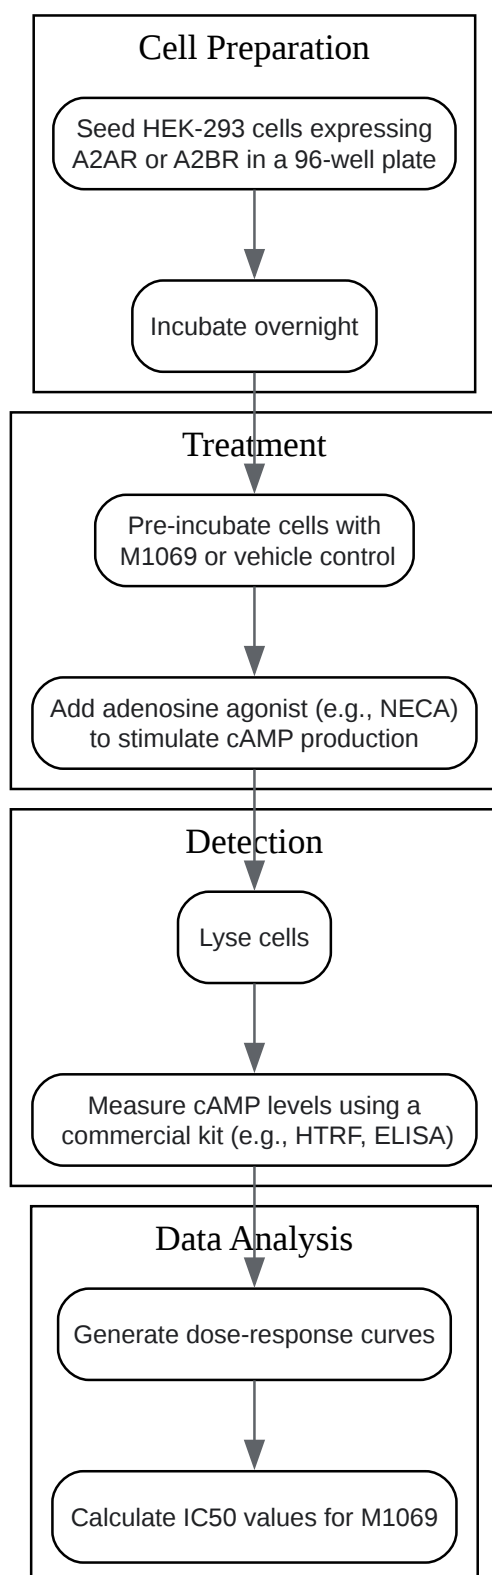 Cell Preparation
Seed HEK-293 cells expressing
A2AR or A2BR in a 96-well plate
Incubate overnight
Treatment
Pre-incubate cells with
M1069 or vehicle control
Add adenosine agonist (e.g., NECA)
to stimulate cAMP production
Detection
Lyse cells
Measure cAMP levels using a
commercial kit (e.g., HTRF, ELISA)
Data Analysis
Generate dose-response curves
Calculate IC50 values for M1069